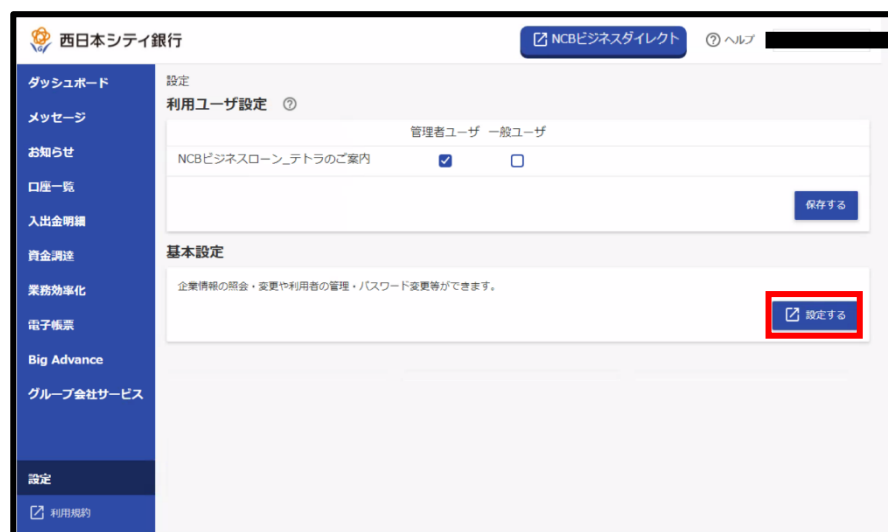 西日本シティ銀行
NCBビジネスダイレクト
ヘルプ
ダッシュボード
メッセージ
お知らせ
口座一覧
入出金明細
資金調達
業務効率化
電子帳票
Big Advance
グループ会社サービス
設定
利用規約
設定
利用ユーザ設定
管理者ユーザ 一般ユーザ
NCBビジネスローン_テトラのご案内
保存する
基本設定
企業情報の照会・変更や利用者の管理・パスワード変更等ができます。
設定する